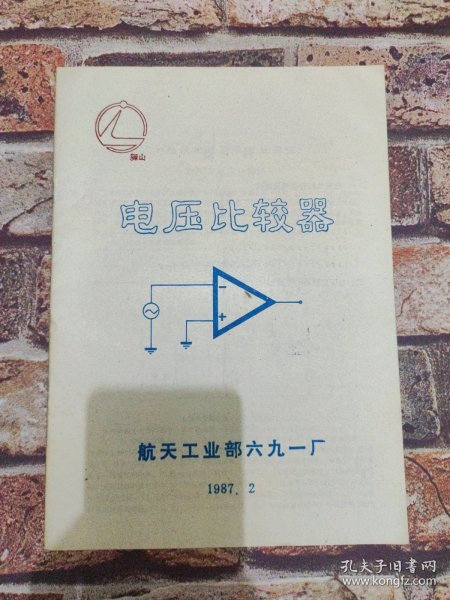 骊山
电压比较器
−
+
航天工业部六九一厂
1987.2
孔夫子旧书网
www.kongfz.com